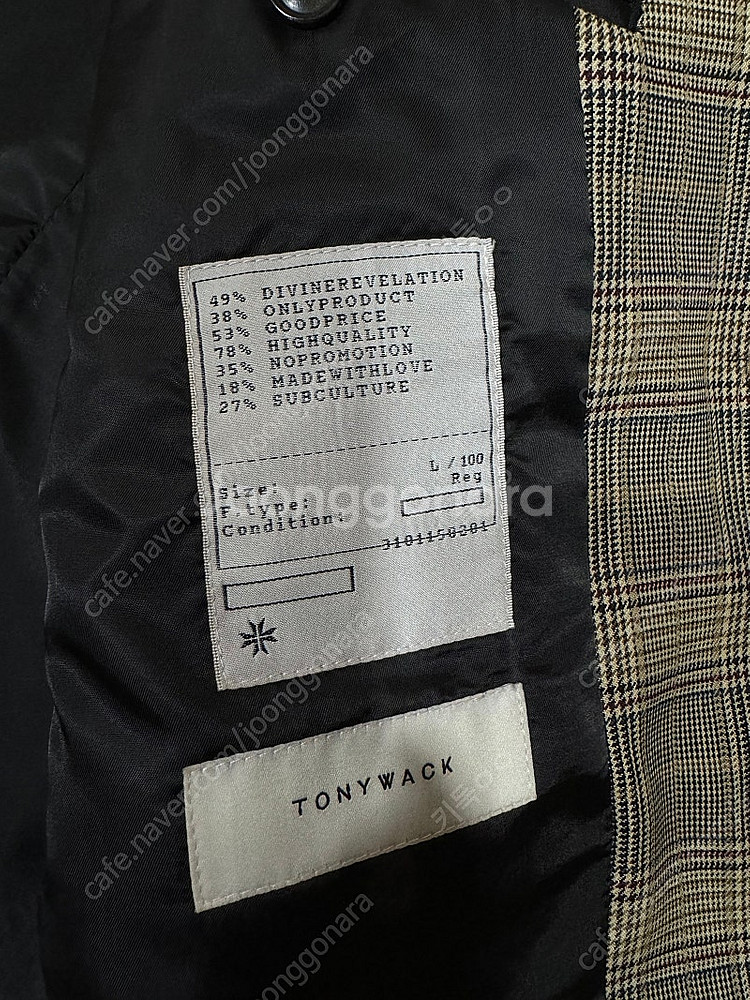 49% DIVINEREVELATION
38% ONLYPRODUCT
53% GOODPRICE
78% HIGHQUALITY
35% NOPROMOTION
18% MADEWITHLOVE
27% SUBCULTURE
Size: L / 100
F.type: Reg
Condition:
3101150201
TONYWACK
joonggonara
cafe.naver.com/joonggonara
cafe.naver.com/joonggonara
cafe.naver.com/joonggonara